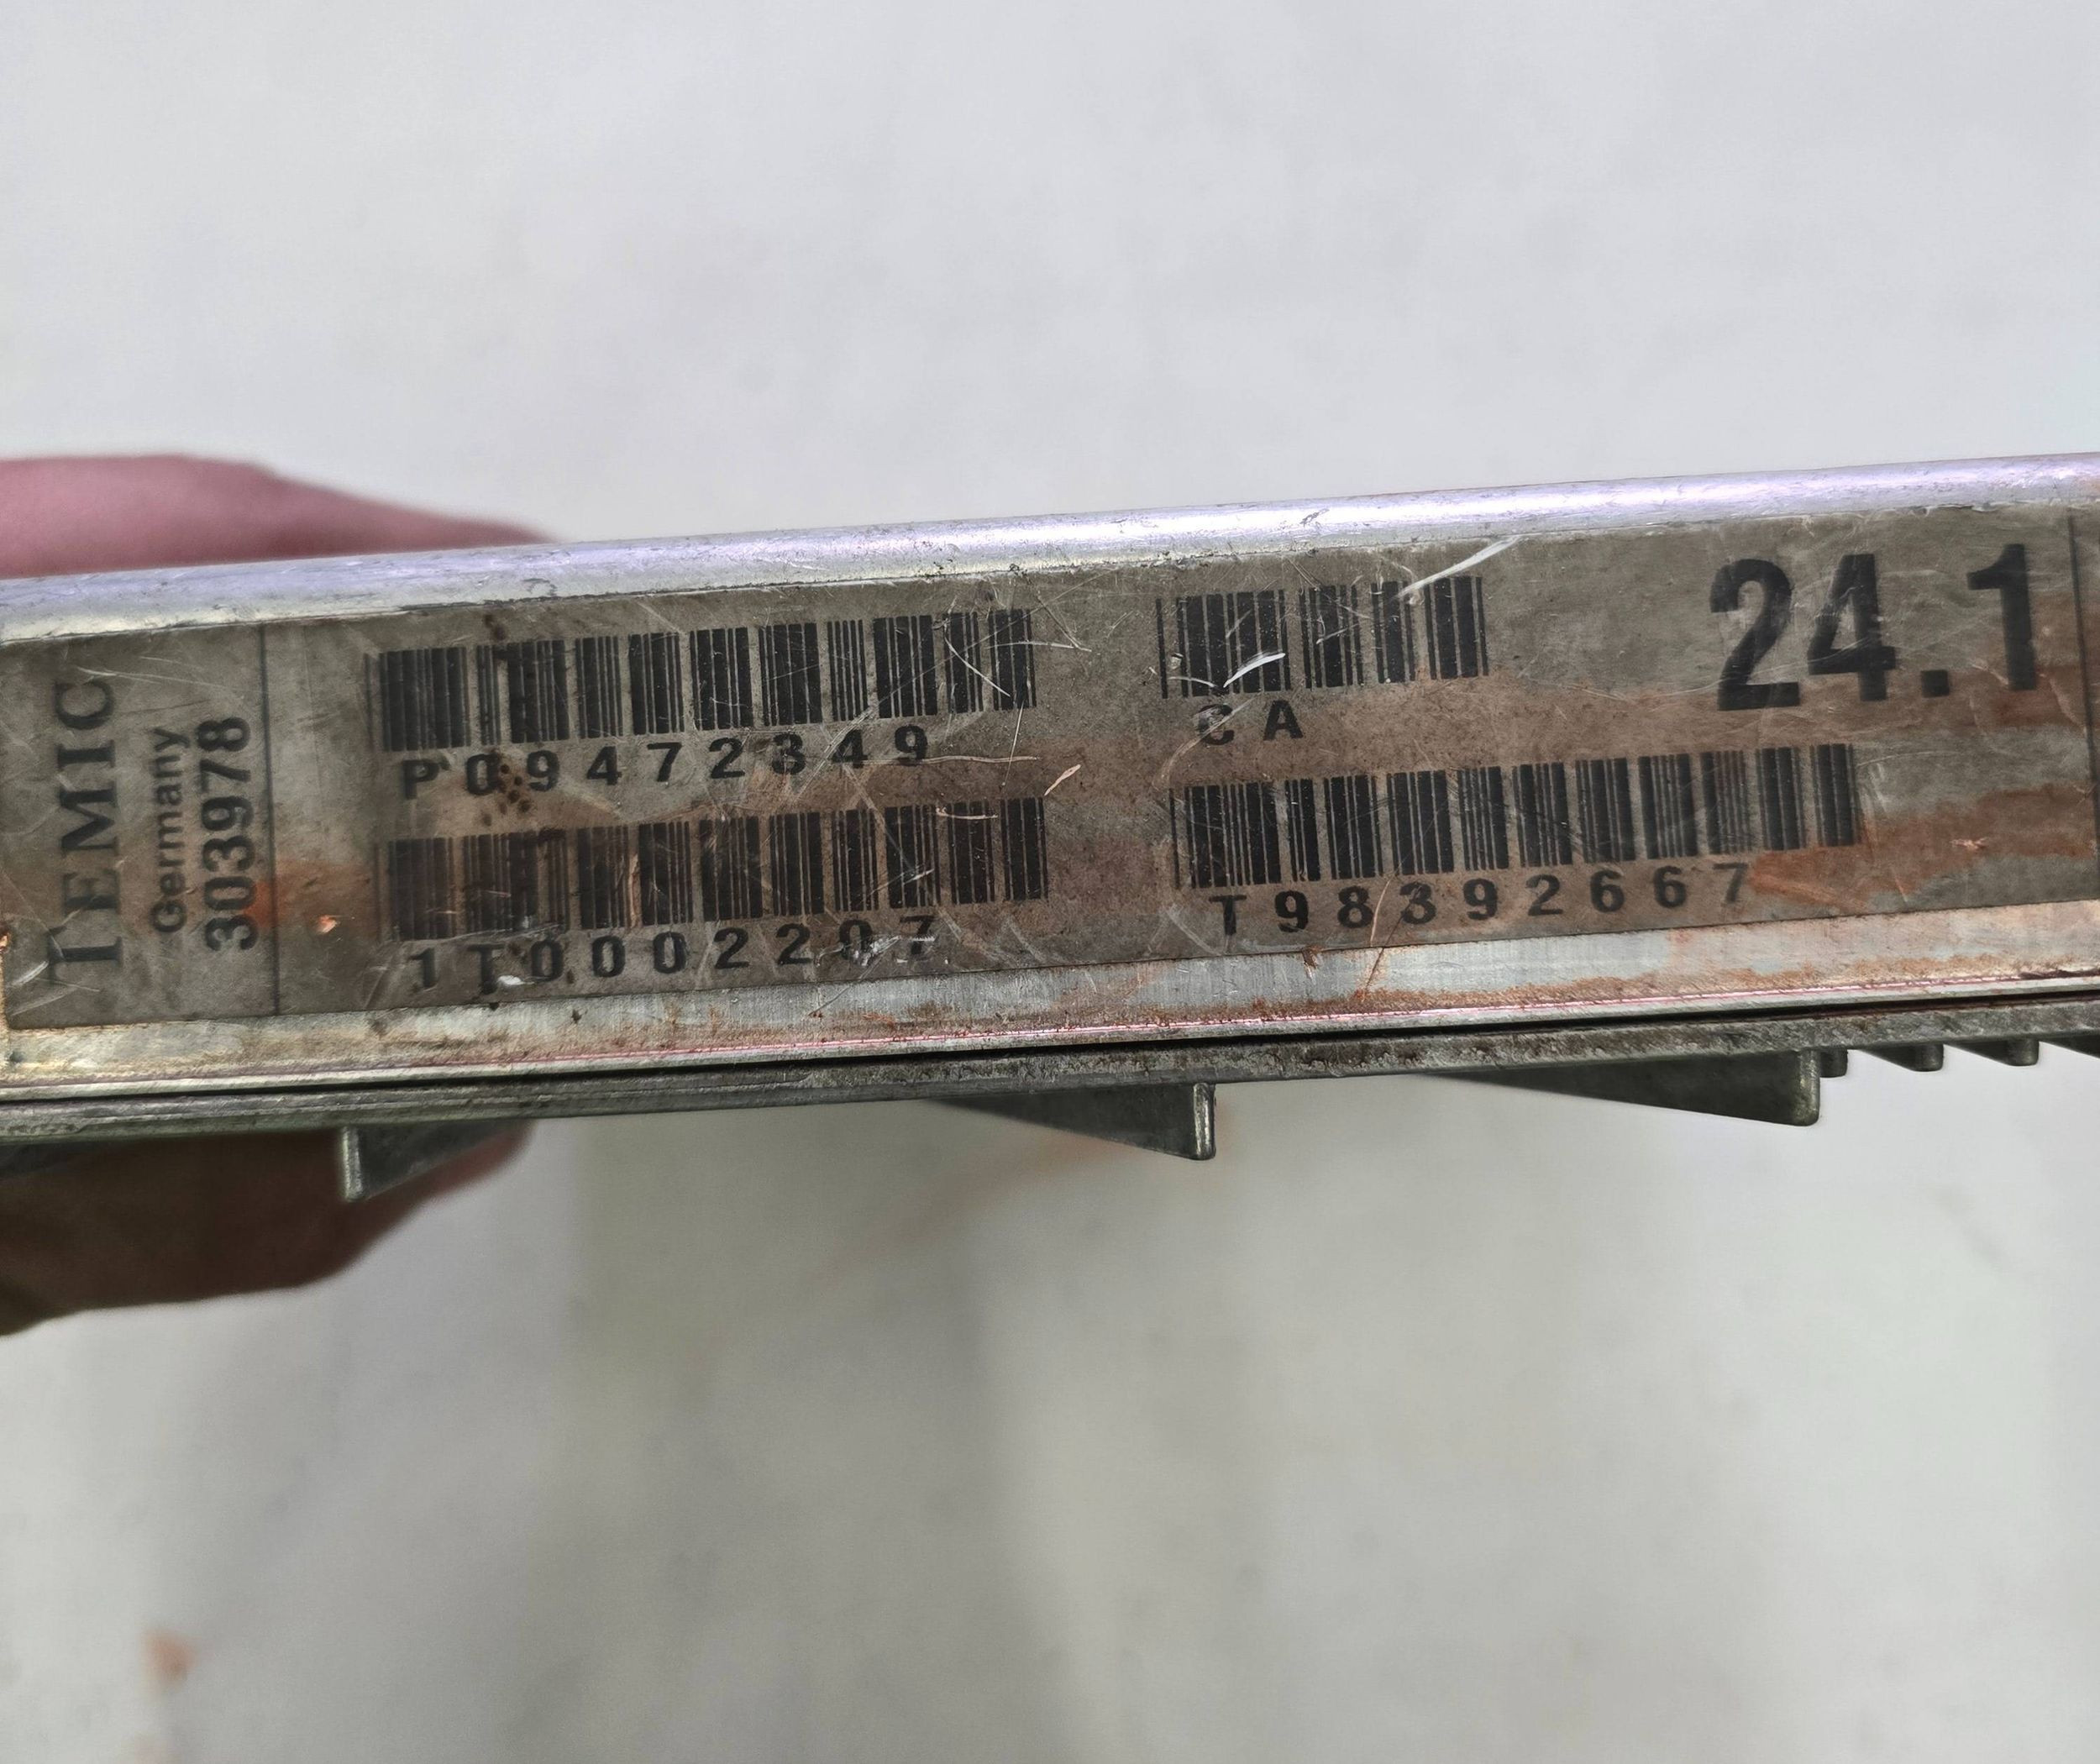 TEMIC
Germany
3039978
P09472349
CA
24.1
1T0002207
T98392667